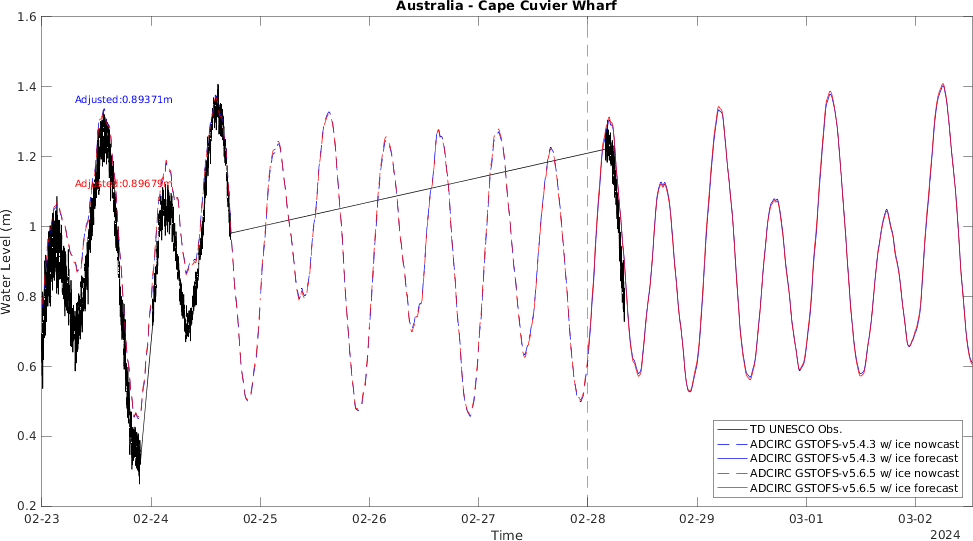 Australia - Cape Cuvier Wharf
1.6
1.4
1.2
1
0.8
0.6
0.4
0.2
Water Level (m)
Adjusted:0.89371m
Adjusted:0.89679m
TD UNESCO Obs.
ADCIRC GSTOFS-v5.4.3 w/ ice nowcast
ADCIRC GSTOFS-v5.4.3 w/ ice forecast
ADCIRC GSTOFS-v5.6.5 w/ ice nowcast
ADCIRC GSTOFS-v5.6.5 w/ ice forecast
02-23 02-24 02-25 02-26 02-27 02-28 02-29 03-01 03-02
Time
2024